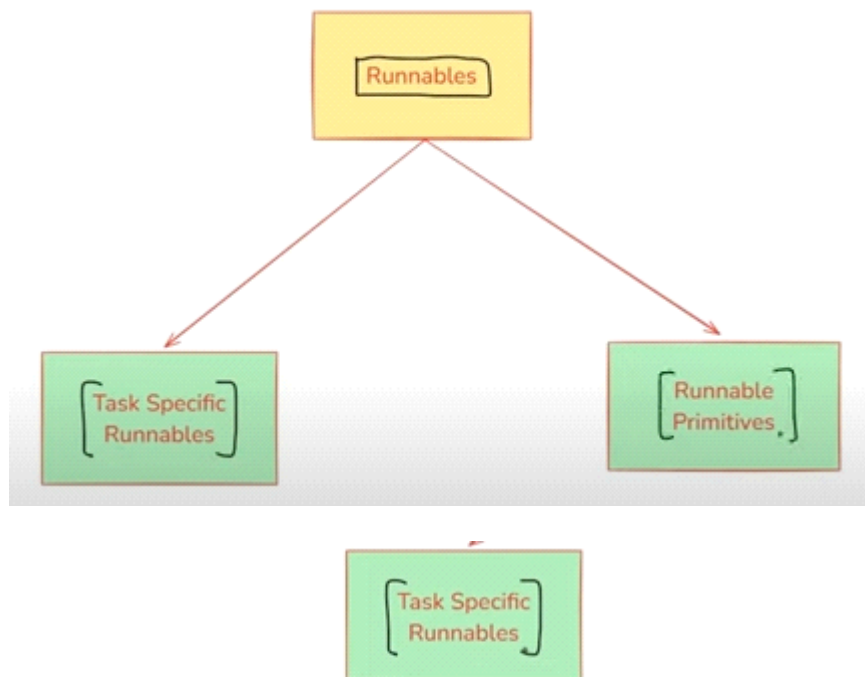 Runnables
Task Specific
Runnables
Runnable
Primitives
Task Specific
Runnables